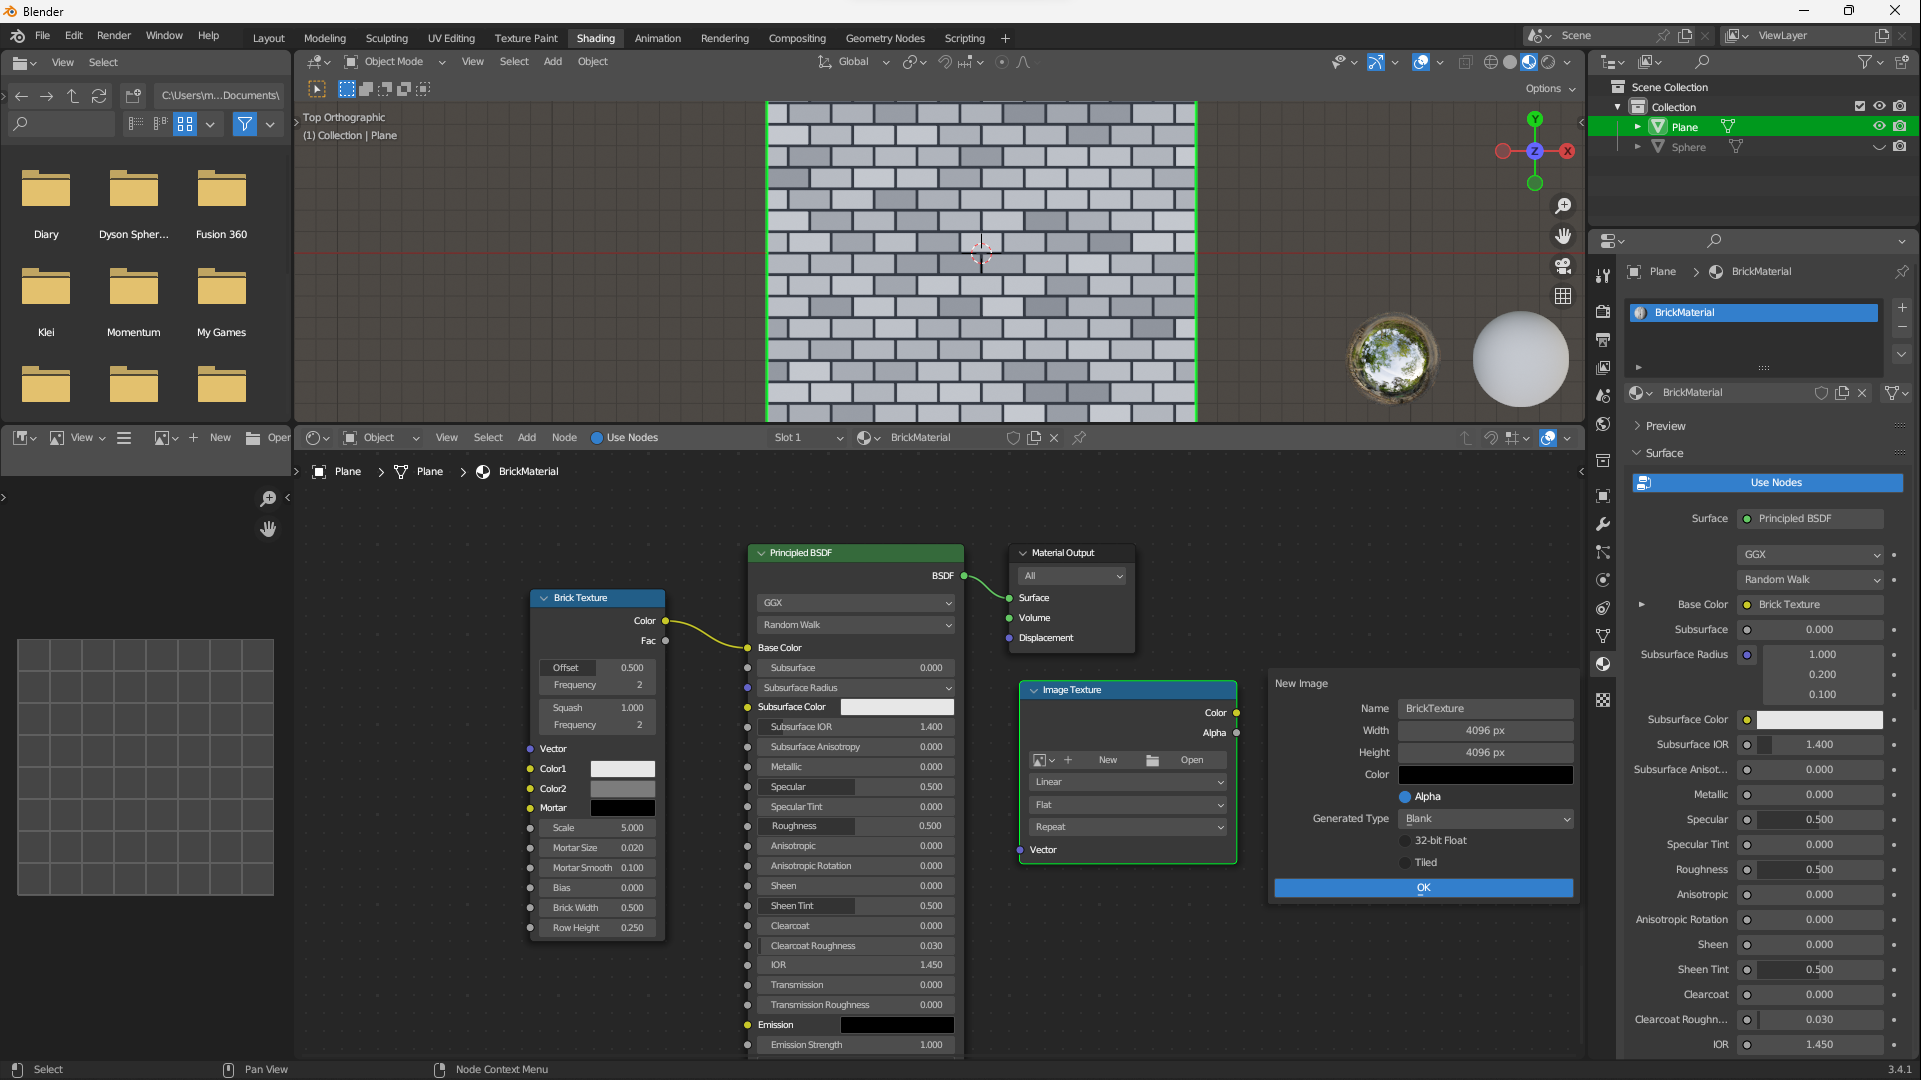 Blender
File Edit Render Window Help
Layout Modeling Sculpting UV Editing Texture Paint Shading Animation Rendering Compositing Geometry Nodes Scripting +
Scene
ViewLayer
View Select
C:\Users\m...Documents\
Diary Dyson Spher... Fusion 360
Klei Momentum My Games
Object Mode View Select Add Object
Global
Options
Top Orthographic
(1) Collection | Plane
Y
Z
X
Scene Collection
Collection
Plane
Sphere
View
New
Oper
Object View Select Add Node Use Nodes
Slot 1
BrickMaterial
Plane > Plane > BrickMaterial
Brick Texture
Color
Fac
Offset 0.500
Frequency 2
Squash 1.000
Frequency 2
Vector
Color1
Color2
Mortar
Scale 5.000
Mortar Size 0.020
Mortar Smooth 0.100
Bias 0.000
Brick Width 0.500
Row Height 0.250
Principled BSDF
BSDF
GGX
Random Walk
Base Color
Subsurface 0.000
Subsurface Radius
Subsurface Color
Subsurface IOR 1.400
Subsurface Anisotropy 0.000
Metallic 0.000
Specular 0.500
Specular Tint 0.000
Roughness 0.500
Anisotropic 0.000
Anisotropic Rotation 0.000
Sheen 0.000
Sheen Tint 0.500
Clearcoat 0.000
Clearcoat Roughness 0.030
IOR 1.450
Transmission 0.000
Transmission Roughness 0.000
Emission
Emission Strength 1.000
Material Output
All
Surface
Volume
Displacement
Image Texture
Color
Alpha
New Open
Linear
Flat
Repeat
Vector
New Image
Name BrickTexture
Width 4096 px
Height 4096 px
Color
Alpha
Generated Type Blank
32-bit Float
Tiled
OK
Plane > BrickMaterial
BrickMaterial
BrickMaterial
Preview
Surface
Use Nodes
Surface Principled BSDF
GGX
Random Walk
Base Color Brick Texture
Subsurface 0.000
Subsurface Radius 1.000
0.200
0.100
Subsurface Color
Subsurface IOR 1.400
Subsurface Anisot... 0.000
Metallic 0.000
Specular 0.500
Specular Tint 0.000
Roughness 0.500
Anisotropic 0.000
Anisotropic Rotation 0.000
Sheen 0.000
Sheen Tint 0.500
Clearcoat 0.000
Clearcoat Roughn... 0.030
IOR 1.450
Select
Pan View
Node Context Menu
3.4.1